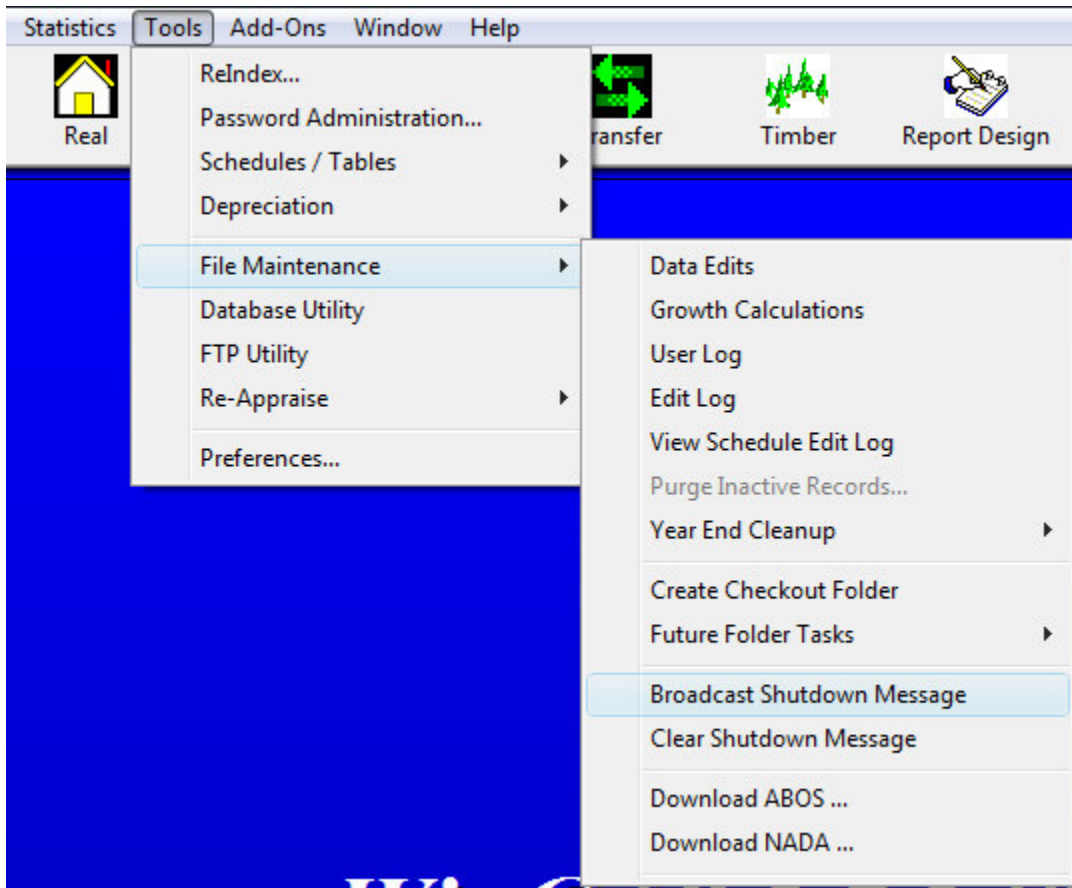 Statistics Tools Add-Ons Window Help
Real
Timber
Report Design
ReIndex...
Password Administration...
Schedules / Tables
Depreciation
File Maintenance
Database Utility
FTP Utility
Re-Appraise
Preferences...
Data Edits
Growth Calculations
User Log
Edit Log
View Schedule Edit Log
Purge Inactive Records...
Year End Cleanup
Create Checkout Folder
Future Folder Tasks
Broadcast Shutdown Message
Clear Shutdown Message
Download ABOS ...
Download NADA ...